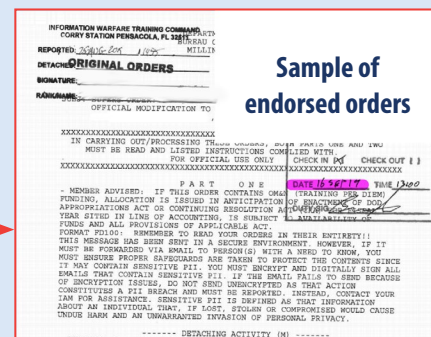 Sample of
endorsed orders
INFORMATION WARFARE TRAINING COMMAND
CORRY STATION PENSACOLA, FL 32511
BUREAU
MILLIN
REPORTED
DETACHED
ORIGINAL ORDERS
SIGNATURE
RANK/NAME
OFFICIAL MODIFICATION TO
XXXXXXXXXXXXXXXXXXXXXXXXXXXXXXX
IN CARRYING OUT/PROCESSING THESE ORDERS, BOTH PARTS ONE AND TWO
MUST BE READ AND LISTED INSTRUCTIONS COMPLIED WITH.
FOR OFFICIAL USE ONLY
CHECK IN CHECK OUT
DATE 16 SEP 17 TIME 1300
P A R T O N E
- MEMBER ADVISED: IF THIS ORDER CONTAINS OM&N (TRAINING PER DIEM)
FUNDING, ALLOCATION IS ISSUED IN ANTICIPATION OF ENACTMENT OF DOD
APPROPRIATIONS ACT OR CONTINUING RESOLUTION
YEAR CITED IN LINE OF ACCOUNTING, IS SUBJECT TO AVAILABILITY OF
FUNDS AND ALL PROVISIONS OF APPLICABLE ACT.
FORMAT FD100: REMEMBER TO READ YOUR ORDERS IN THEIR ENTIRETY!!
THIS MESSAGE HAS BEEN SENT IN A SECURE ENVIRONMENT. HOWEVER, IF IT
MUST BE FORWARDED VIA EMAIL TO PERSON(S) WITH A NEED TO KNOW, YOU
MUST ENSURE PROPER SAFEGUARDS ARE TAKEN TO PROTECT THE CONTENTS SINCE
IT MAY CONTAIN SENSITIVE PII. YOU MUST ENCRYPT AND DIGITALLY SIGN ALL
EMAILS THAT CONTAIN SENSITIVE PII. IF THE EMAIL FAILS TO SEND BECAUSE
OF ENCRYPTION ISSUES, DO NOT SEND UNENCRYPTED AS THAT ACTION
CONSTITUTES A PII BREACH AND MUST BE REPORTED. INSTEAD, CONTACT YOUR
IAM FOR ASSISTANCE. SENSITIVE PII IS DEFINED AS THAT INFORMATION
ABOUT AN INDIVIDUAL THAT, IF LOST, STOLEN OR COMPROMISED WOULD CAUSE
UNDUE HARM AND AN UNWARRANTED INVASION OF PERSONAL PRIVACY.
------- DETACHING ACTIVITY (M) -------